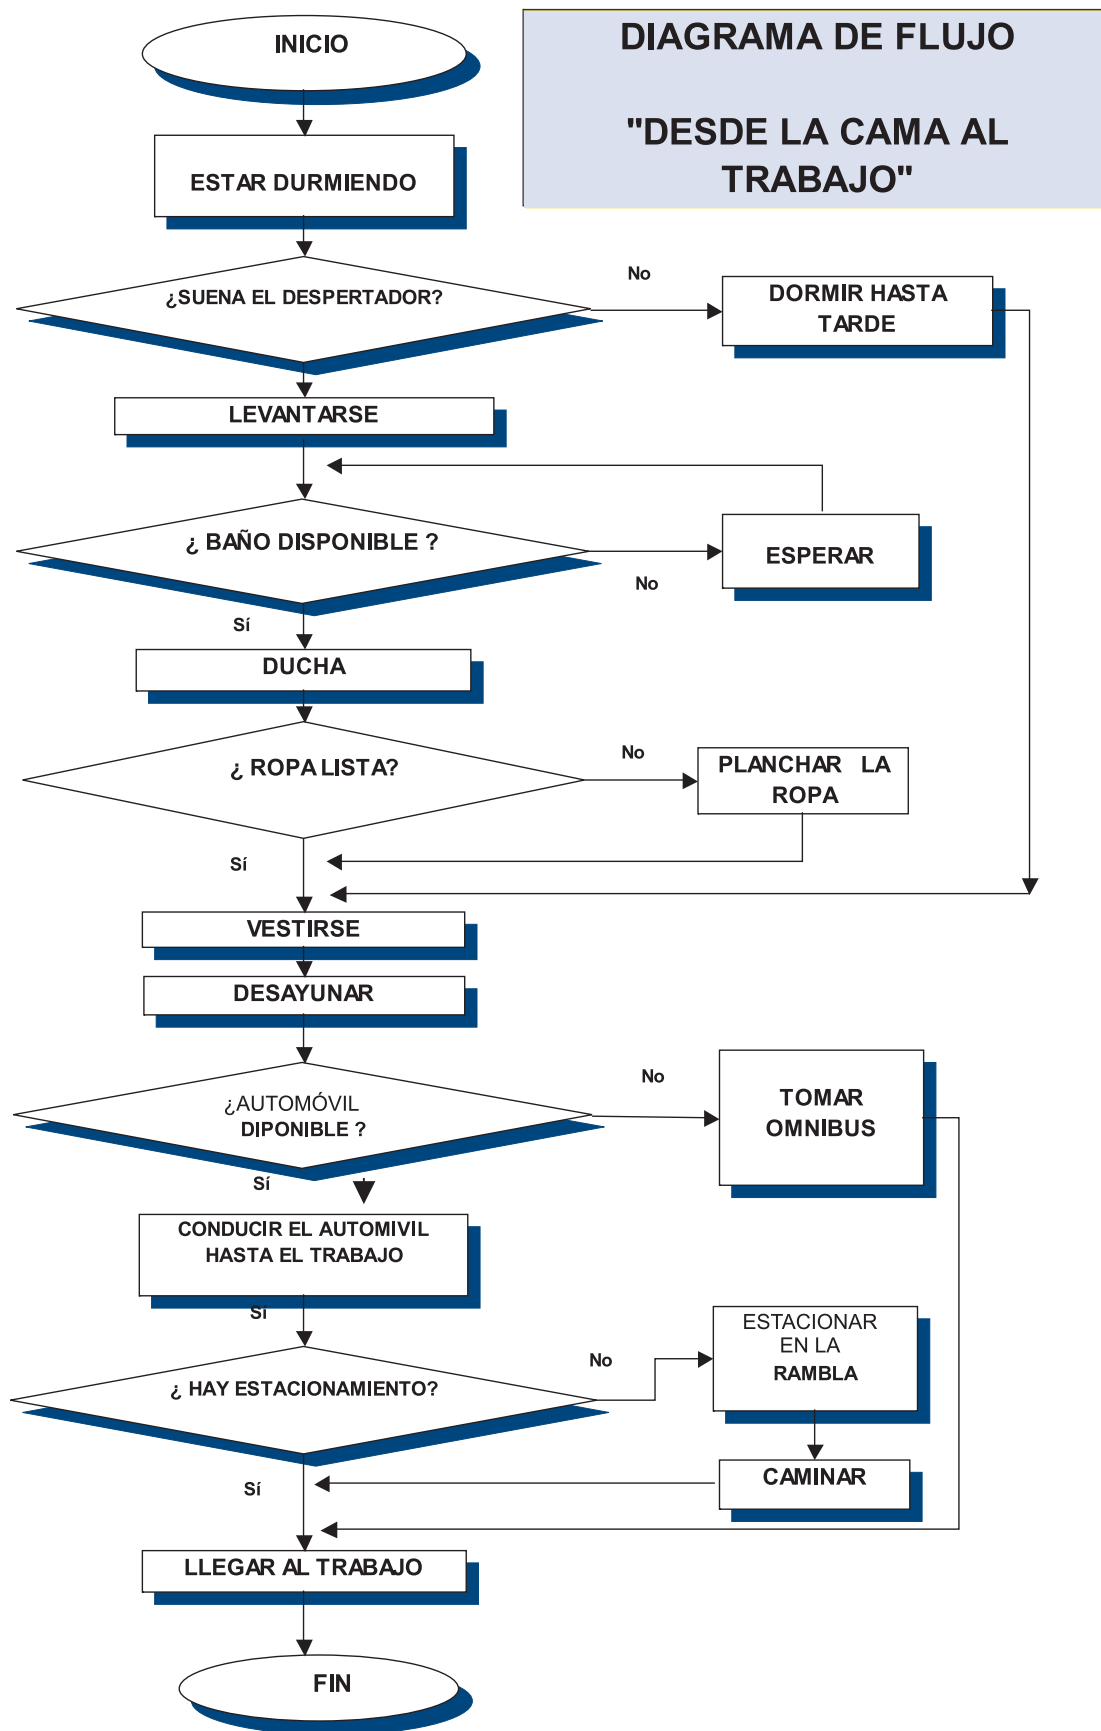 INICIO
DIAGRAMA DE FLUJO
"DESDE LA CAMA AL
TRABAJO"
ESTAR DURMIENDO
¿SUENA EL DESPERTADOR?
No
DORMIR HASTA
TARDE
LEVANTARSE
¿ BAÑO DISPONIBLE ?
No
ESPERAR
Sí
DUCHA
¿ ROPA LISTA?
No
PLANCHAR LA
ROPA
Sí
VESTIRSE
DESAYUNAR
¿AUTOMÓVIL
DIPONIBLE ?
No
TOMAR
OMNIBUS
Sí
CONDUCIR EL AUTOMIVIL
HASTA EL TRABAJO
Sí
¿ HAY ESTACIONAMIENTO?
No
ESTACIONAR
EN LA
RAMBLA
CAMINAR
Sí
LLEGAR AL TRABAJO
FIN